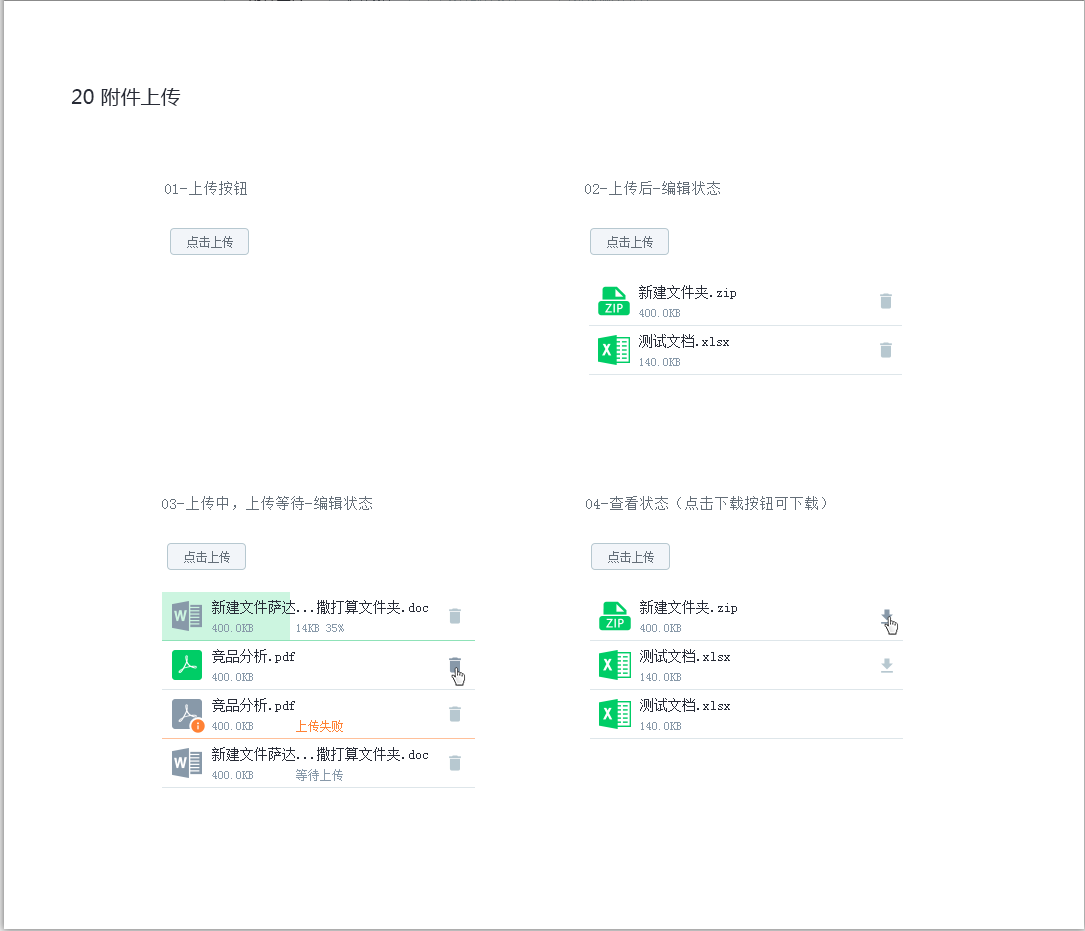 20 附件上传
01-上传按钮
点击上传
02-上传后-编辑状态
点击上传
ZIP
新建文件夹.zip
400.0KB
X
测试文档.xlsx
140.0KB
03-上传中，上传等待-编辑状态
点击上传
W
新建文件萨达...撒打算文件夹.doc
400.0KB 14KB 35%
竞品分析.pdf
400.0KB
竞品分析.pdf
400.0KB 上传失败
W
新建文件萨达...撒打算文件夹.doc
400.0KB 等待上传
04-查看状态（点击下载按钮可下载）
点击上传
ZIP
新建文件夹.zip
400.0KB
X
测试文档.xlsx
140.0KB
X
测试文档.xlsx
140.0KB